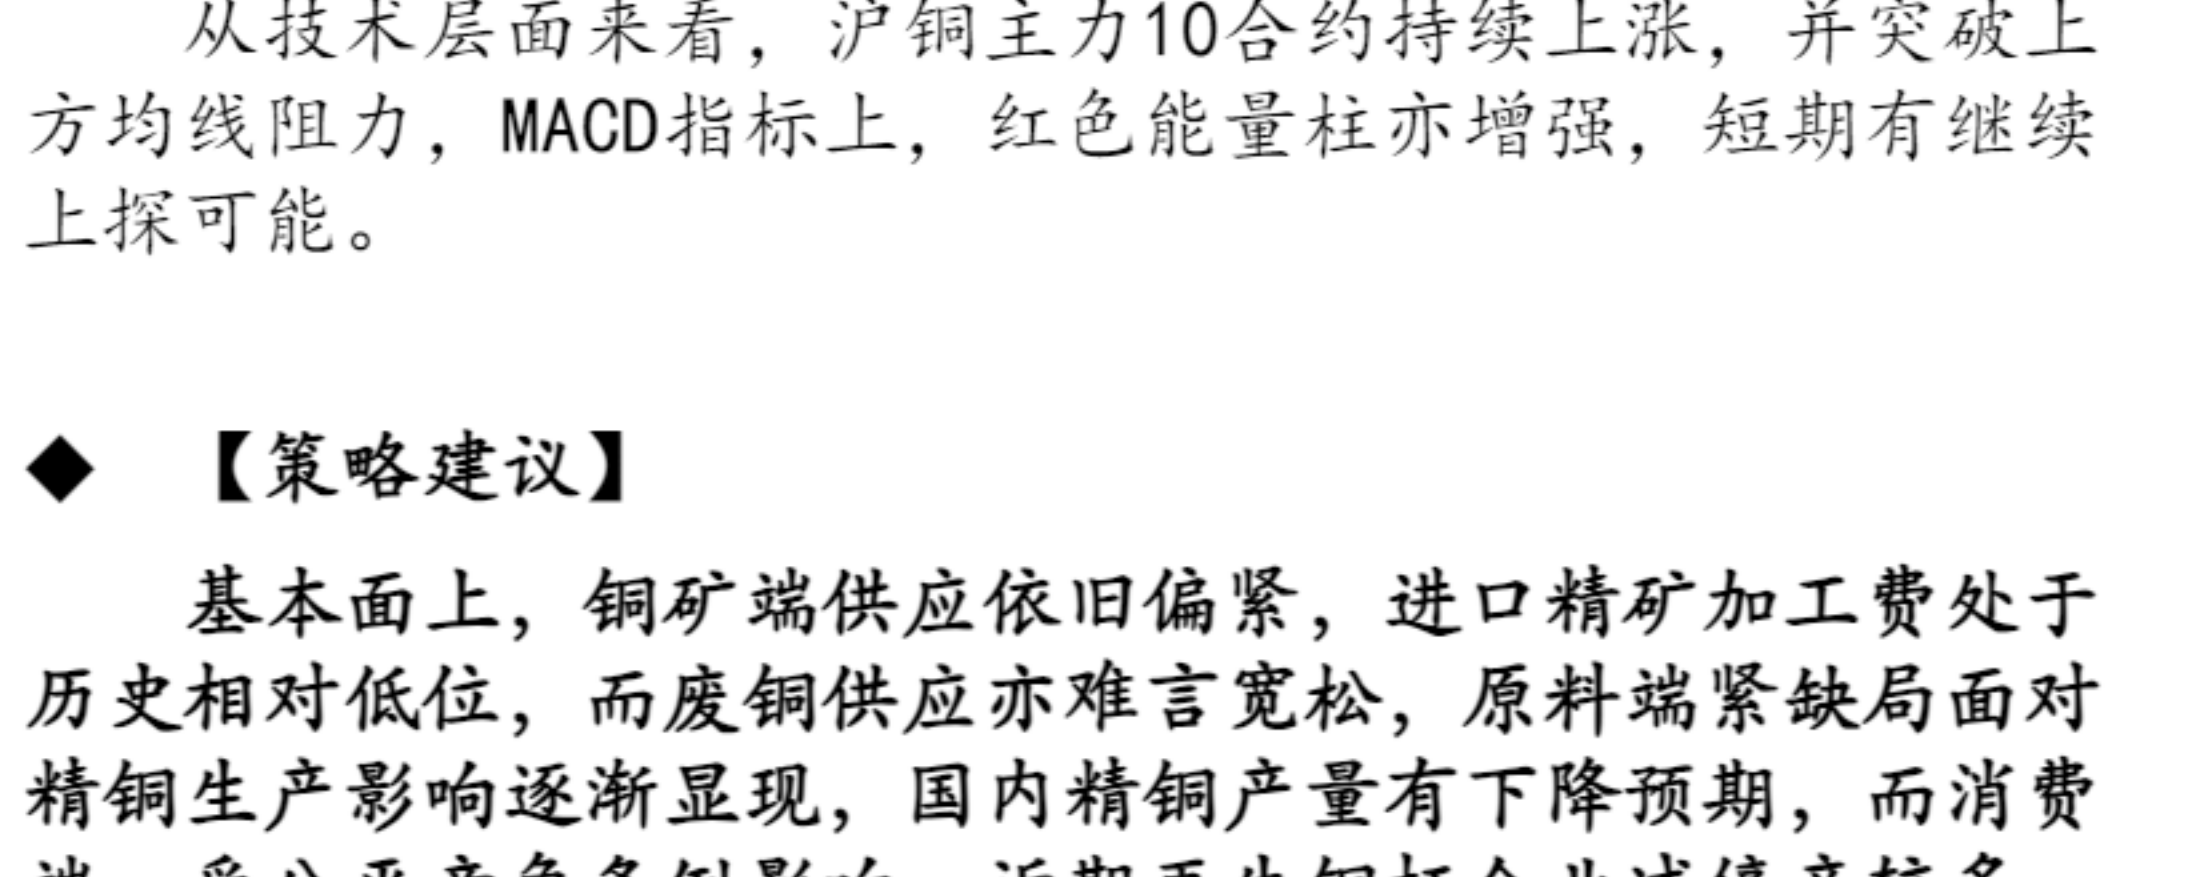 从技术层面来看，沪铜主力10合约持续上涨，并突破上
方均线阻力，MACD指标上，红色能量柱亦增强，短期有继续
上探可能。
◆ 【策略建议】
基本面上，铜矿端供应依旧偏紧，进口精矿加工费处于
历史相对低位，而废铜供应亦难言宽松，原料端紧缺局面对
精铜生产影响逐渐显现，国内精铜产量有下降预期，而消费